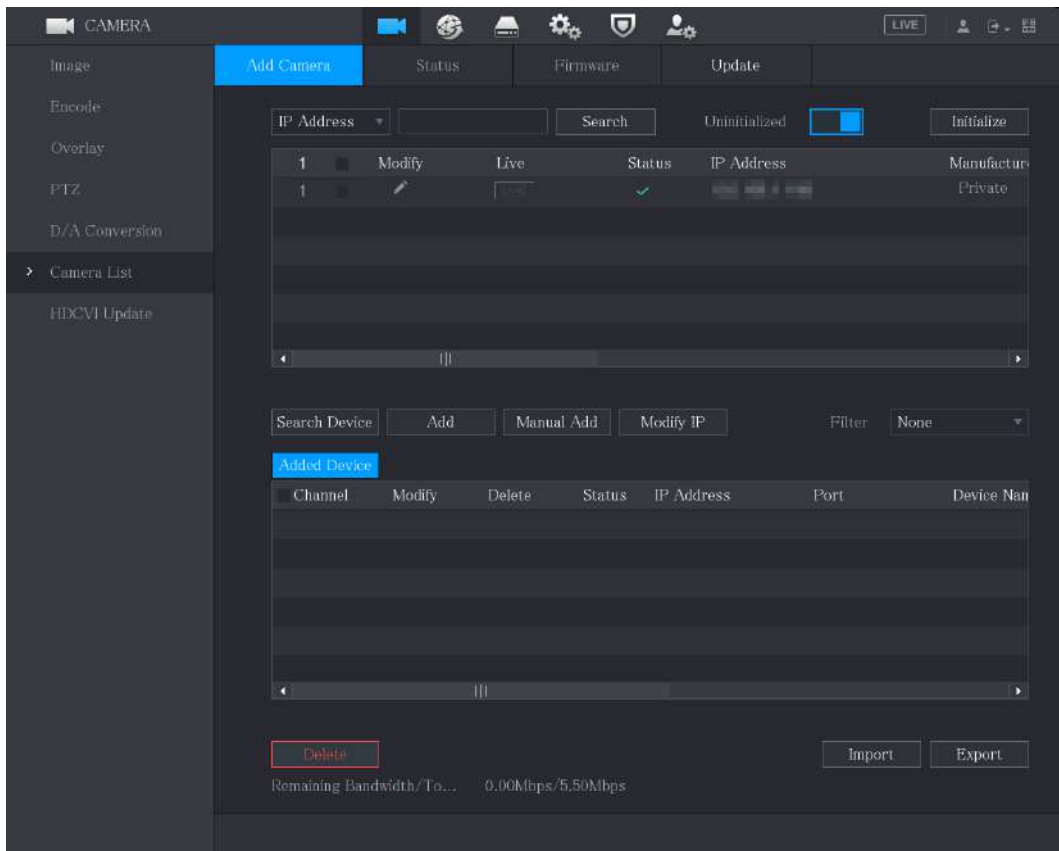 CAMERA LIVE
Image
Encode
Overlay
PTZ
D/A Conversion
Camera List
HDCVI Update
Add Camera Status Firmware Update
IP Address Search Uninitialized Initialize
1 Modify Live Status IP Address Manufactur
1 Private
Search Device Add Manual Add Modify IP Filter None
Added Device
Channel Modify Delete Status IP Address Port Device Nam
Delete Import Export
Remaining Bandwidth/To... 0.00Mbps/5.50Mbps